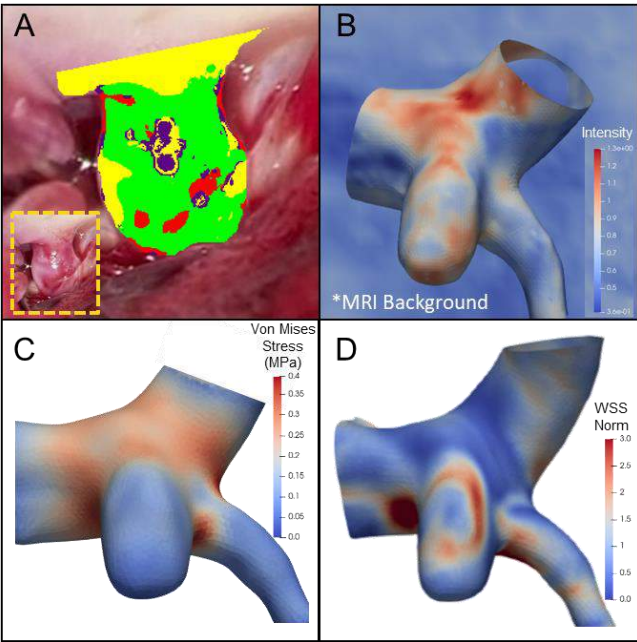 A
B
Intensity
1.3e+00
1.2
1.1
1
0.9
0.8
0.7
0.6
0.5
3.6e-01
*MRI Background
C
Von Mises
Stress
(MPa)
0.4
0.35
0.3
0.25
0.2
0.15
0.1
0.05
0.0
D
WSS
Norm
3.0
2.5
2
1.5
1
0.5
0.0